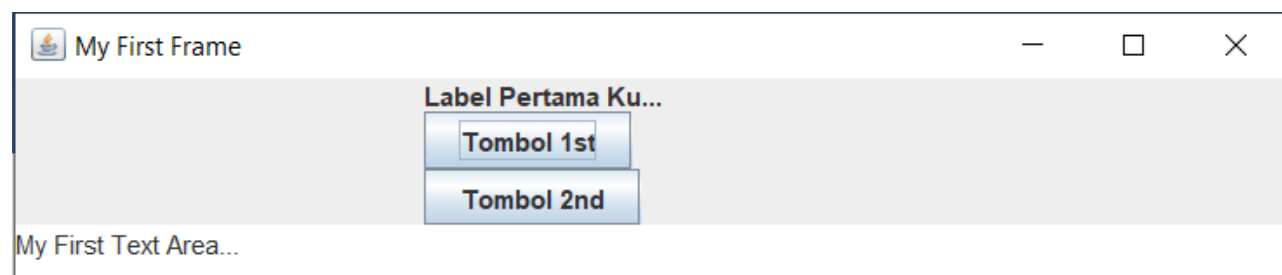 My First Frame
Label Pertama Ku...
Tombol 1st
Tombol 2nd
My First Text Area...